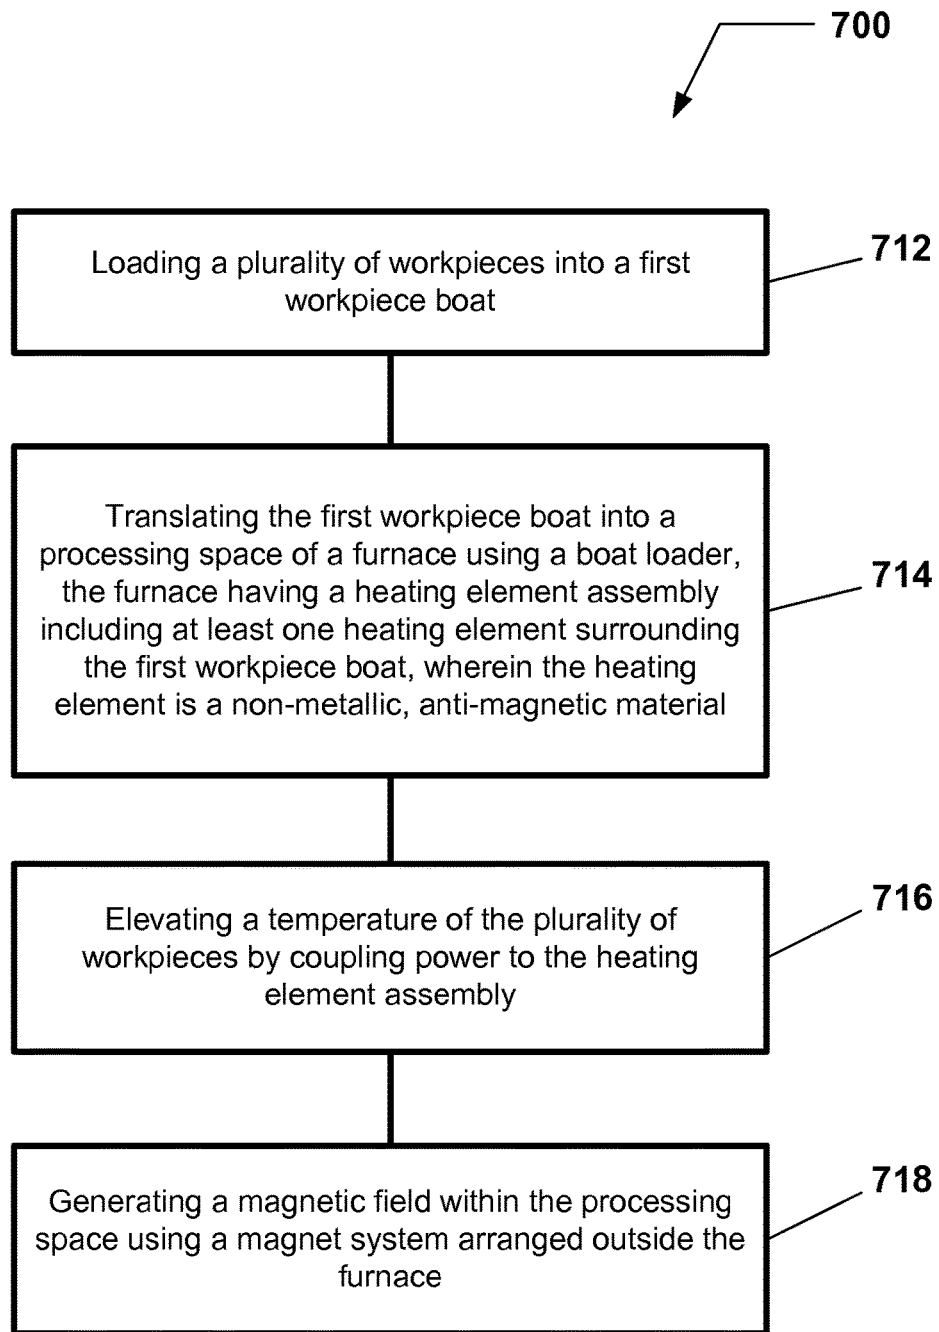 700
Loading a plurality of workpieces into a first
workpiece boat
712
Translating the first workpiece boat into a
processing space of a furnace using a boat loader,
the furnace having a heating element assembly
including at least one heating element surrounding
the first workpiece boat, wherein the heating
element is a non-metallic, anti-magnetic material
714
Elevating a temperature of the plurality of
workpieces by coupling power to the heating
element assembly
716
Generating a magnetic field within the processing
space using a magnet system arranged outside the
furnace
718